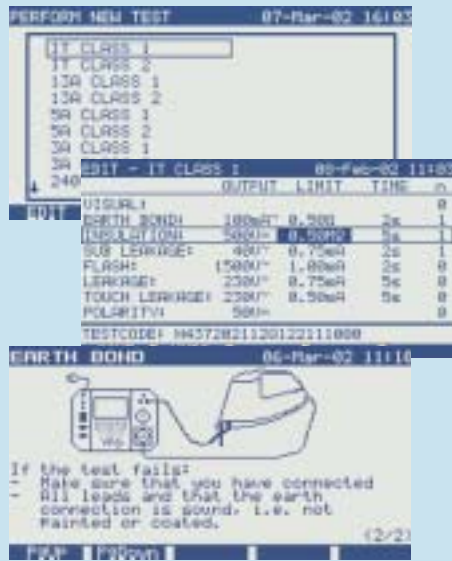 PERFORM NEW TEST 07-Mar-02 16:03
IT CLASS 1
IT CLASS 2
13A CLASS 1
13A CLASS 2
5A CLASS 1
5A CLASS 2
3A CLASS 1
3A
240
EDIT
EDIT - IT CLASS 1 11:03
OUTPUT LIMIT TIME n
VISUAL: 0
EARTH BOND: 100mA~ 0.50Ω 2s 1
INSULATION: 500V= 0.50MΩ 5s 1
SUB LEAKAGE: 40V~ 0.75mA 2s 1
FLASH: 1500V~ 1.00mA 2s 0
LEAKAGE: 230V~ 0.75mA 5s 0
TOUCH LEAKAGE: 230V~ 0.50mA 5s 0
POLARITY: 50V= 0
TESTCODE:
EARTH BOND 06-Mar-02 11:10
If the test fails:
- Make sure that you have connected
- All leads and that the earth
connection is sound, i.e. not
Painted or coated.
(2/2)
PgUp PgDown